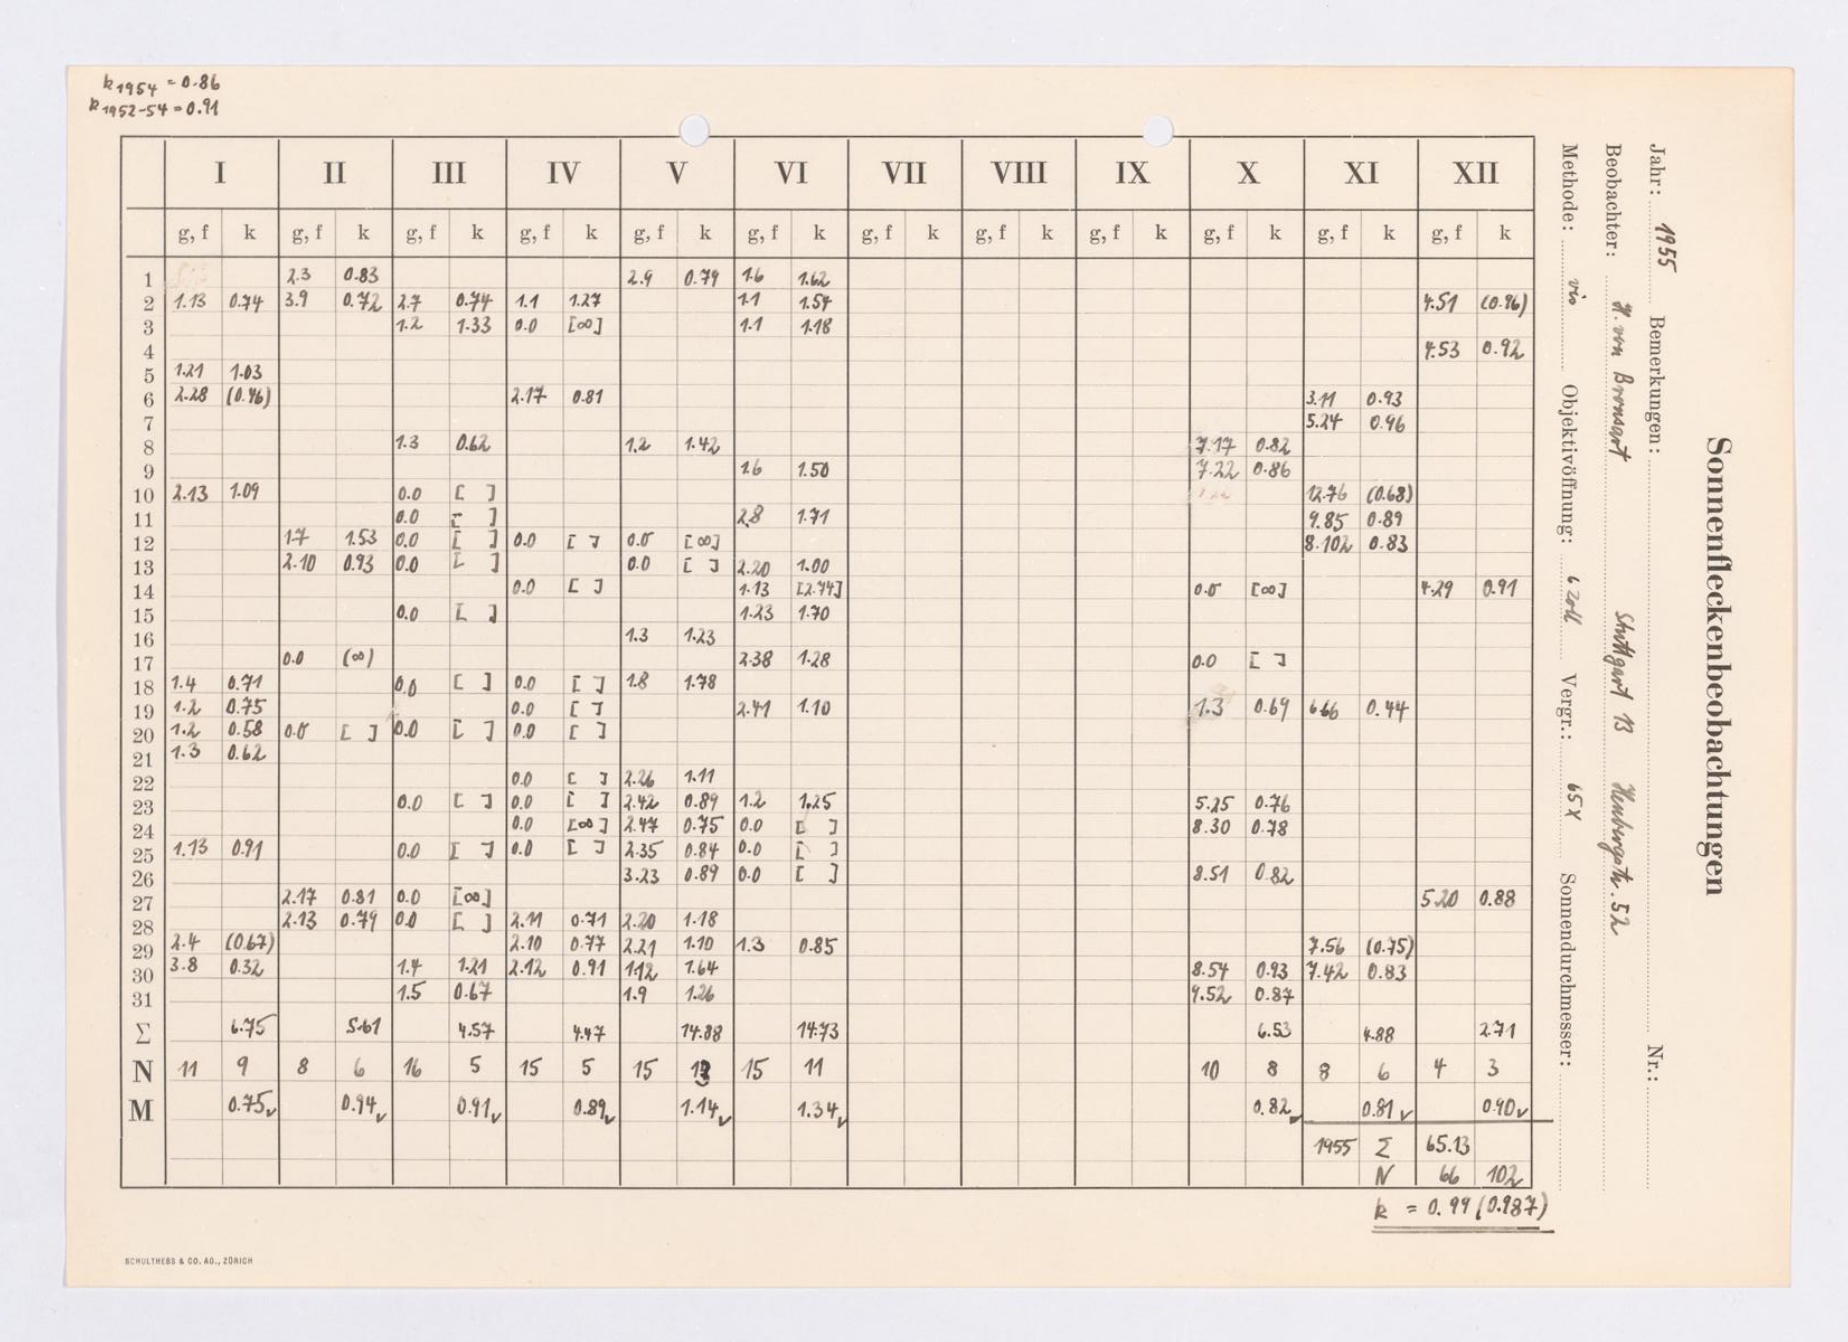 k1954 = 0.86
k1952-54 = 0.91
I II III IV V VI VII VIII IX X XI XII
g, f k g, f k g, f k g, f k g, f k g, f k g, f k g, f k g, f k g, f k g, f k g, f k
1 2.3 0.83 2.9 0.79 1.6 1.62
2 1.13 0.74 3.9 0.72 2.7 0.74 1.1 1.27 1.1 1.54 4.51 (0.96)
3 1.2 1.33 0.0 [∞] 1.1 1.18
4 4.53 0.92
5 1.21 1.03
6 2.28 (0.46) 2.17 0.81 3.11 0.93
7 5.24 0.96
8 1.3 0.62 1.2 1.42 7.17 0.82
9 1.6 1.50 7.22 0.86
10 2.13 1.09 0.0 [ ] 12.76 (0.68)
11 0.0 [ ] 2.8 1.71 9.85 0.89
12 1.7 1.53 0.0 [ ] 0.0 [ ] 0.0 [∞] 8.102 0.83
13 2.10 0.93 0.0 [ ] 0.0 [ ] 2.20 1.00
14 0.0 [ ] 1.13 [2.74] 0.0 [∞] 4.29 0.91
15 0.0 [ ] 1.23 1.70
16 1.3 1.23
17 0.0 (∞) 2.38 1.28 0.0 [ ]
18 1.4 0.71 0.0 [ ] 0.0 [ ] 1.8 1.78
19 1.2 0.75 0.0 [ ] 2.41 1.10 1.3 0.69 6.66 0.44
20 1.2 0.58 0.0 [ ] 0.0 [ ] 0.0 [ ]
21 1.3 0.62
22 0.0 [ ] 2.26 1.11
23 0.0 [ ] 0.0 [ ] 2.42 0.89 1.2 1.25 5.25 0.76
24 0.0 [∞] 2.47 0.75 0.0 [ ] 8.30 0.78
25 1.13 0.91 0.0 [ ] 0.0 [ ] 2.35 0.84 0.0 [ ]
26 3.23 0.89 0.0 [ ] 8.51 0.82
27 2.17 0.81 0.0 [∞] 5.20 0.88
28 2.13 0.79 0.0 [ ] 2.11 0.71 2.20 1.18
29 2.4 (0.67) 2.10 0.77 2.21 1.10 1.3 0.85 7.56 (0.75)
30 3.8 0.32 1.4 1.21 2.12 0.91 1.12 1.64 8.54 0.93 7.42 0.83
31 1.5 0.67 1.9 1.26 9.52 0.87
Σ 6.75 5.61 4.57 4.47 14.88 14.73 6.53 4.88 2.71
N 11 9 8 6 16 5 15 5 15 13 15 11 10 8 8 6 4 3
M 0.75✓ 0.94✓ 0.91✓ 0.89✓ 1.14✓ 1.34✓ 0.82✓ 0.81✓ 0.90✓
1955 Σ 65.13
N 66 102
k = 0.99 (0.987)
SCHULTHESS & CO. AG., ZÜRICH
Sonnenfleckenbeobachtungen
Jahr: 1955 Bemerkungen: Nr.:
Beobachter: H. von Bronsart Stuttgart 13 52
Methode: vis Objektivöffnung: 6 Zoll Vergr.: 65 X Sonnendurchmesser: